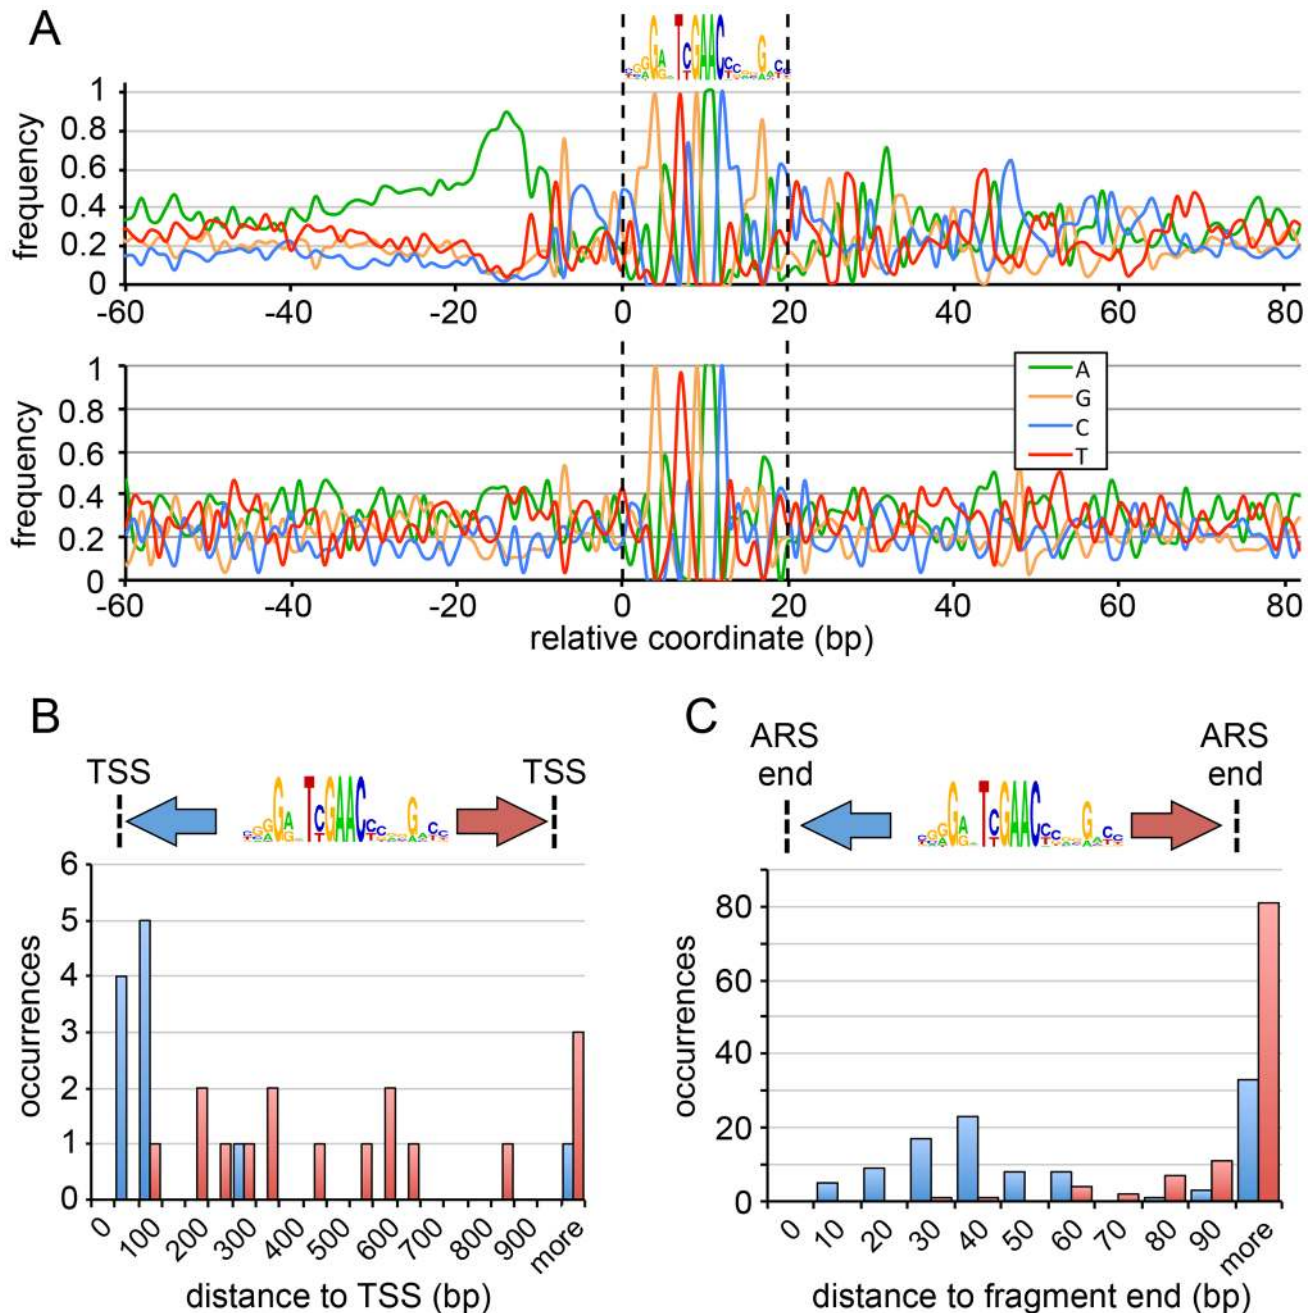 A
frequency
1
0.8
0.6
0.4
0.2
0
-60 -40 -20 0 20 40 60 80
frequency
1
0.8
0.6
0.4
0.2
0
A
G
C
T
-60 -40 -20 0 20 40 60 80
relative coordinate (bp)
B
TSS TSS
occurrences
6
5
4
3
2
1
0
0 100 200 300 400 500 600 700 800 900 more
distance to TSS (bp)
C
ARS end
ARS end
occurrences
80
60
40
20
0
0 10 20 30 40 50 60 70 80 90 more
distance to fragment end (bp)